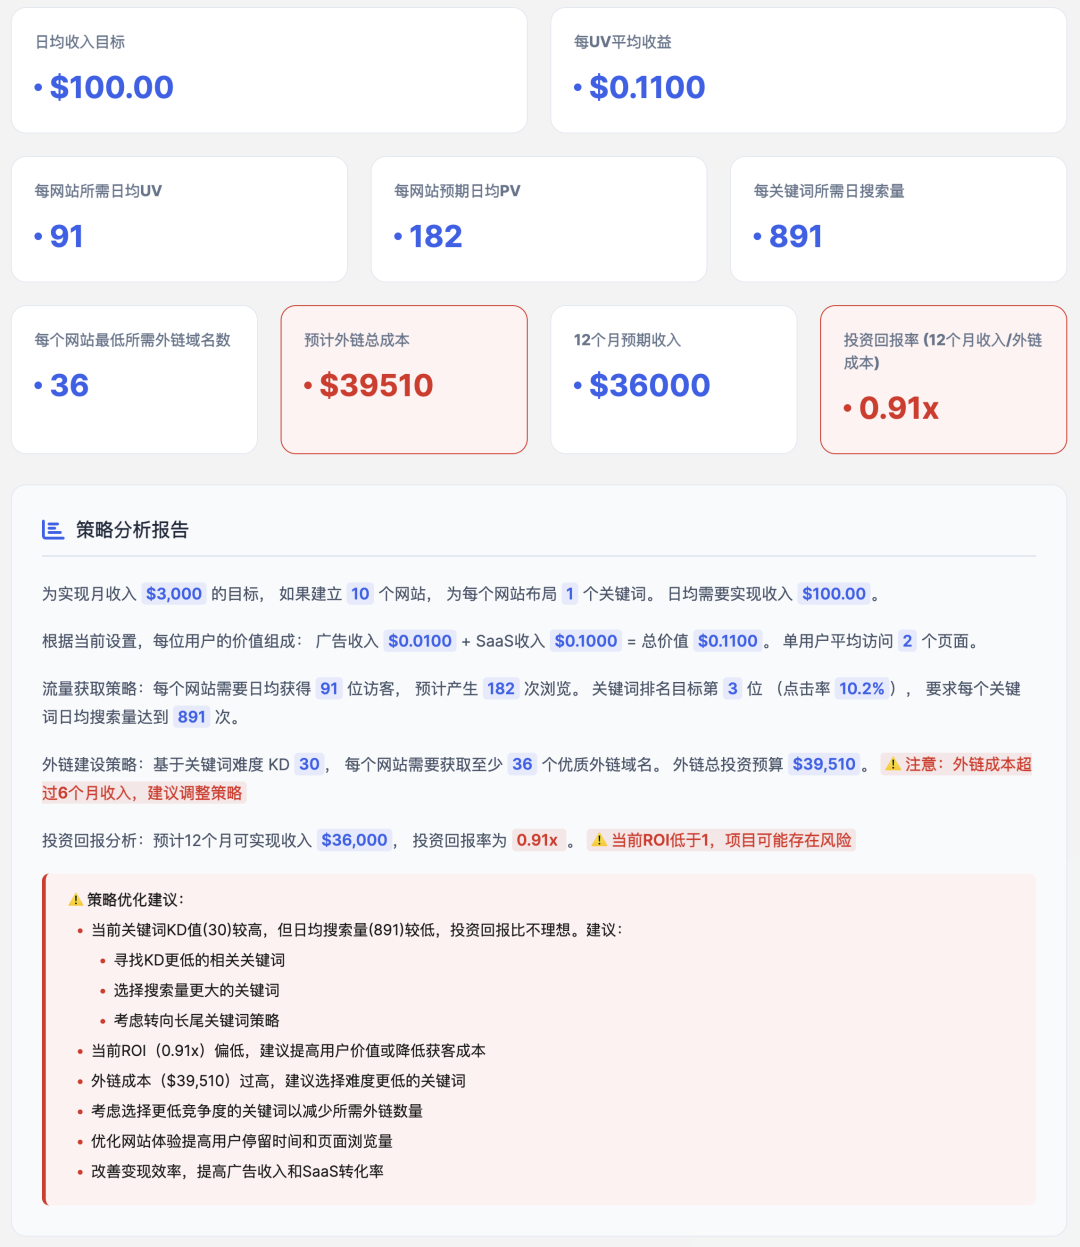 日均收入目标
每UV平均收益
• $100.00
• $0.1100
每网站所需日均UV
每网站预期日均PV
每关键词所需日搜索量
• 91
• 182
• 891
每个网站最低所需外链域名数
• 36
预计外链总成本
• $39510
12个月预期收入
• $36000
投资回报率 (12个月收入/外链
成本)
• 0.91x
策略分析报告
为实现月收入 $3,000 的目标， 如果建立 10 个网站， 为每个网站布局 1 个关键词。 日均需要实现收入 $100.00 。
根据当前设置，每位用户的价值组成： 广告收入 $0.0100 + SaaS收入 $0.1000 = 总价值 $0.1100 。 单用户平均访问 2 个页面。
流量获取策略：每个网站需要日均获得 91 位访客， 预计产生 182 次浏览。 关键词排名目标第 3 位 （点击率 10.2% ）， 要求每个关键
词日均搜索量达到 891 次。
外链建设策略：基于关键词难度 KD 30 ， 每个网站需要获取至少 36 个优质外链域名。 外链总投资预算 $39,510 。 ⚠️ 注意：外链成本超
过6个月收入，建议调整策略
投资回报分析：预计12个月可实现收入 $36,000 ， 投资回报率为 0.91x 。 ⚠️ 当前ROI低于1，项目可能存在风险
⚠️ 策略优化建议：
• 当前关键词KD值(30)较高，但日均搜索量(891)较低，投资回报比不理想。建议：
• 寻找KD更低的相关关键词
• 选择搜索量更大的关键词
• 考虑转向长尾关键词策略
• 当前ROI（0.91x）偏低，建议提高用户价值或降低获客成本
• 外链成本（$39,510）过高，建议选择难度更低的关键词
• 考虑选择更低竞争度的关键词以减少所需外链数量
• 优化网站体验提高用户停留时间和页面浏览量
• 改善变现效率，提高广告收入和SaaS转化率